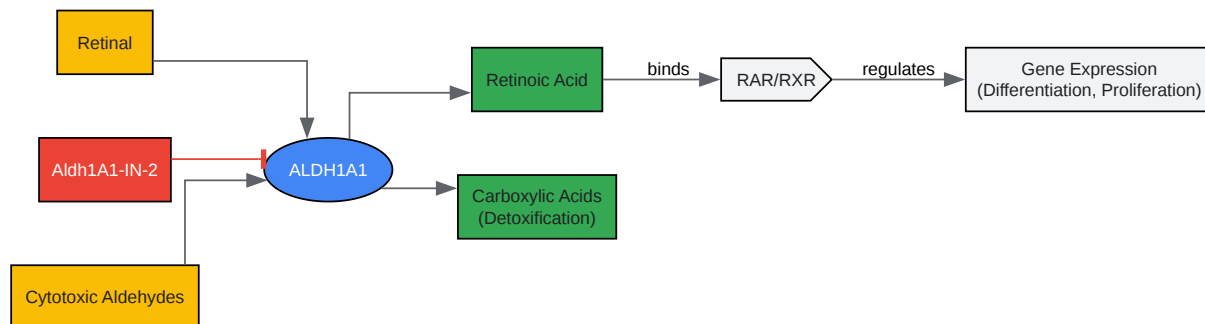 Retinal
Retinoic Acid
binds
RAR/RXR
regulates
Gene Expression
(Differentiation, Proliferation)
Aldh1A1-IN-2
ALDH1A1
Carboxylic Acids
(Detoxification)
Cytotoxic Aldehydes